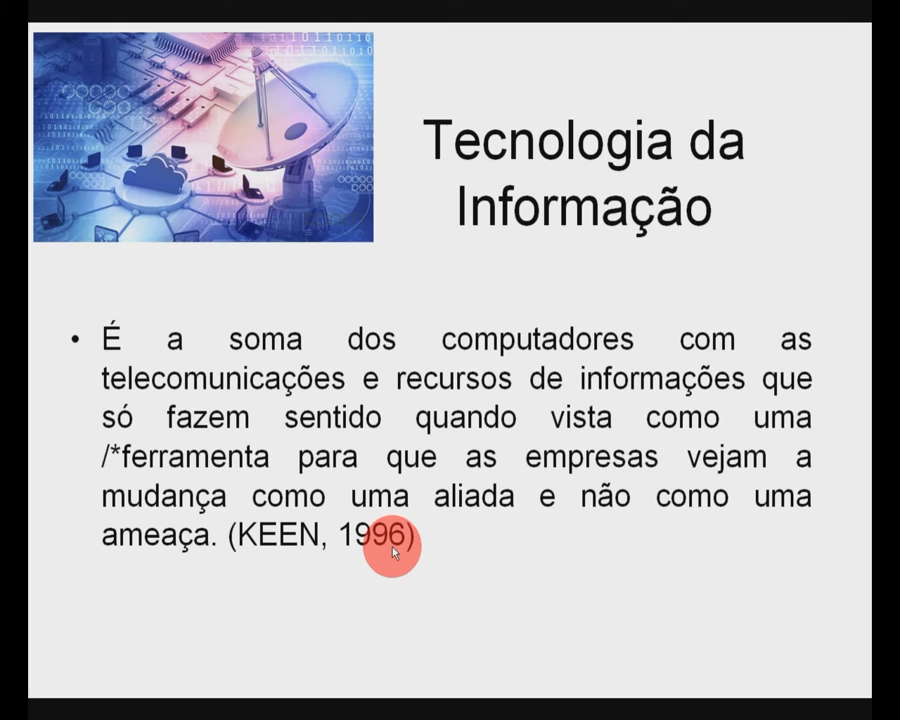 Tecnologia da
Informação
• É a soma dos computadores com as
telecomunicações e recursos de informações que
só fazem sentido quando vista como uma
/*ferramenta para que as empresas vejam a
mudança como uma aliada e não como uma
ameaça. (KEEN, 1996)